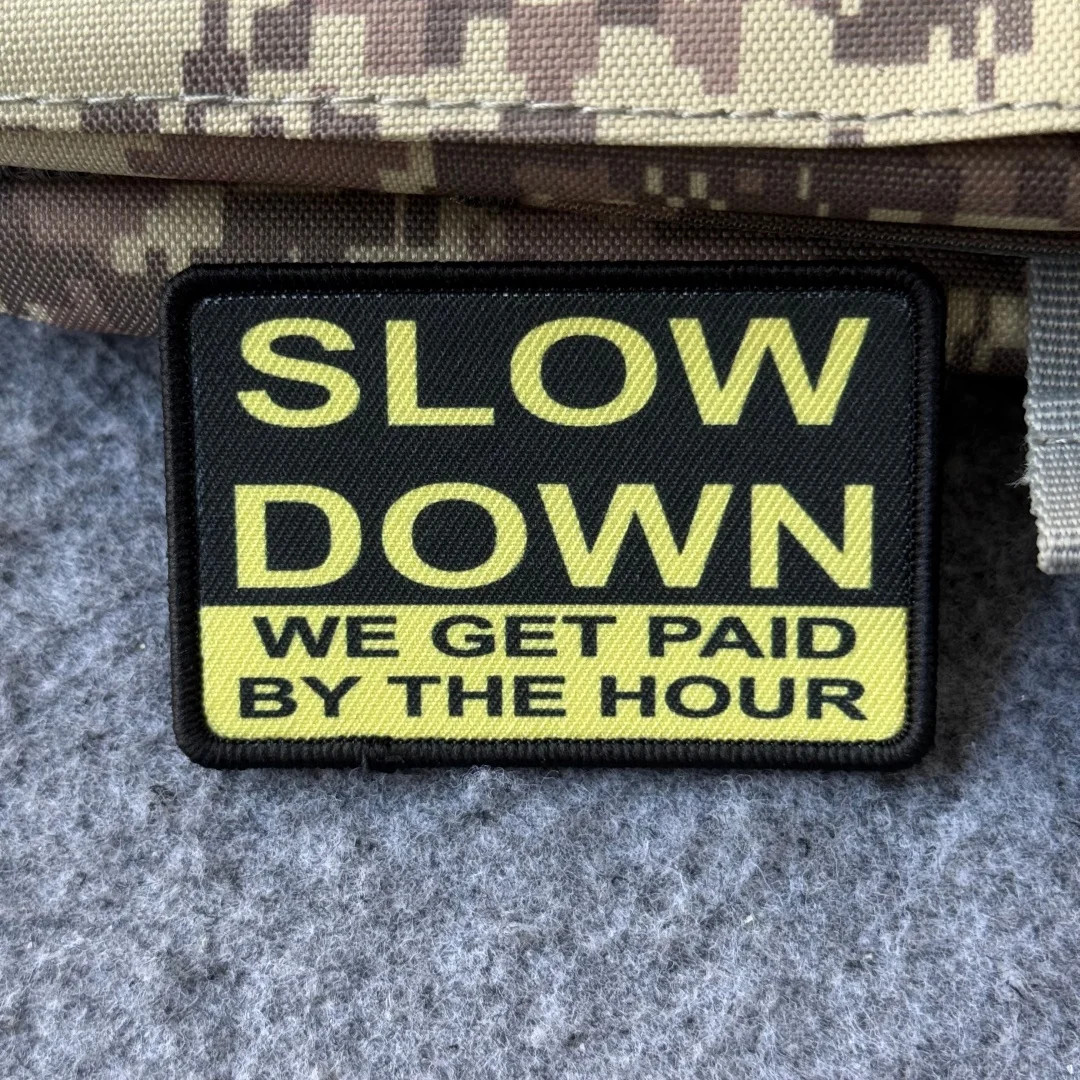 SLOW
DOWN
WE GET PAID
BY THE HOUR